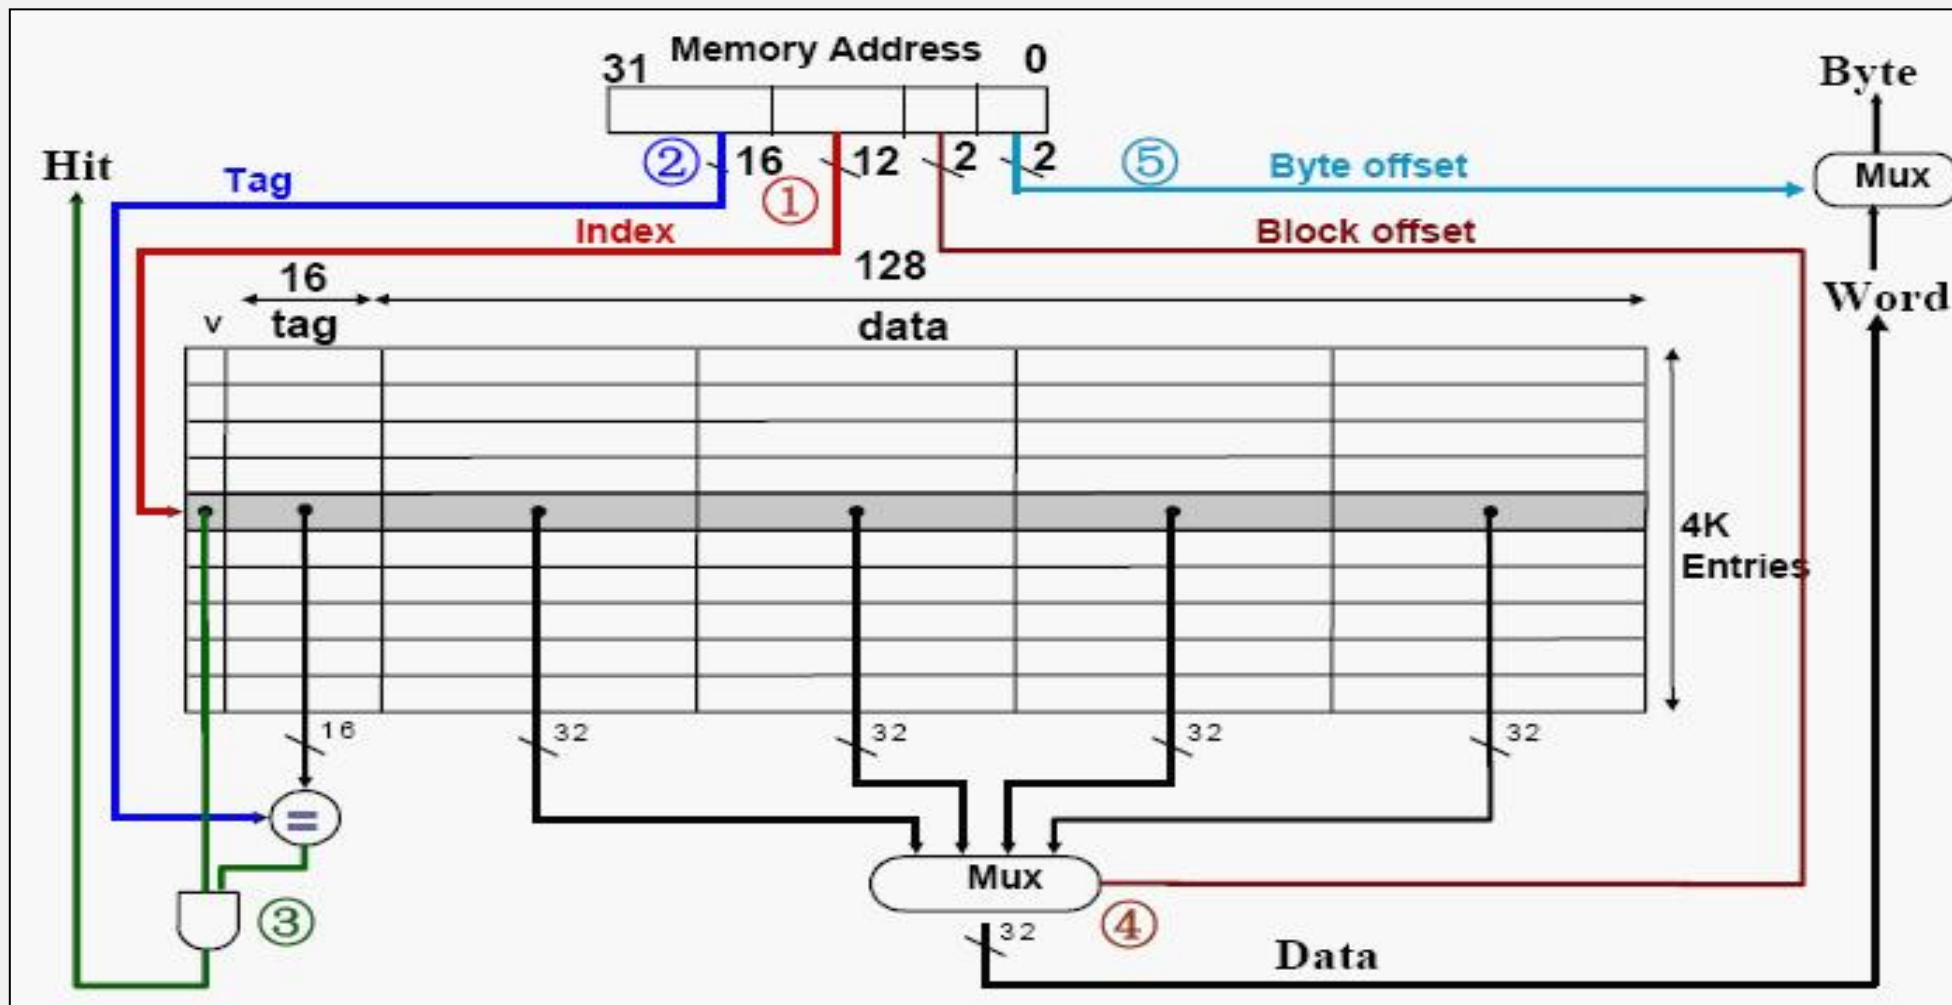 Memory Address
31
0
Byte
Hit
② 16
12
2
2
⑤
Byte offset
Mux
Tag
①
Index
Block offset
16
128
Word
v
tag
data
4K
Entries
16
32
32
32
32
=
Mux
③
④
32
Data